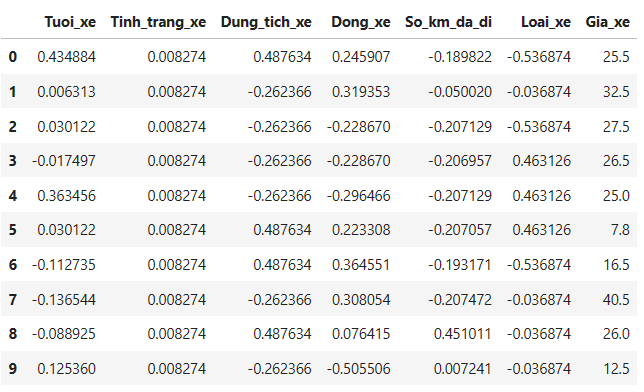 Tuoi_xe Tinh_trang_xe Dung_tich_xe Dong_xe So_km_da_di Loai_xe Gia_xe
0 0.434884 0.008274 0.487634 0.245907 -0.189822 -0.536874 25.5
1 0.006313 0.008274 -0.262366 0.319353 -0.050020 -0.036874 32.5
2 0.030122 0.008274 -0.262366 -0.228670 -0.207129 -0.536874 27.5
3 -0.017497 0.008274 -0.262366 -0.228670 -0.206957 0.463126 26.5
4 0.363456 0.008274 -0.262366 -0.296466 -0.207129 0.463126 25.0
5 0.030122 0.008274 0.487634 0.223308 -0.207057 0.463126 7.8
6 -0.112735 0.008274 0.487634 0.364551 -0.193171 -0.536874 16.5
7 -0.136544 0.008274 -0.262366 0.308054 -0.207472 -0.036874 40.5
8 -0.088925 0.008274 0.487634 0.076415 0.451011 -0.036874 26.0
9 0.125360 0.008274 -0.262366 -0.505506 0.007241 -0.036874 12.5